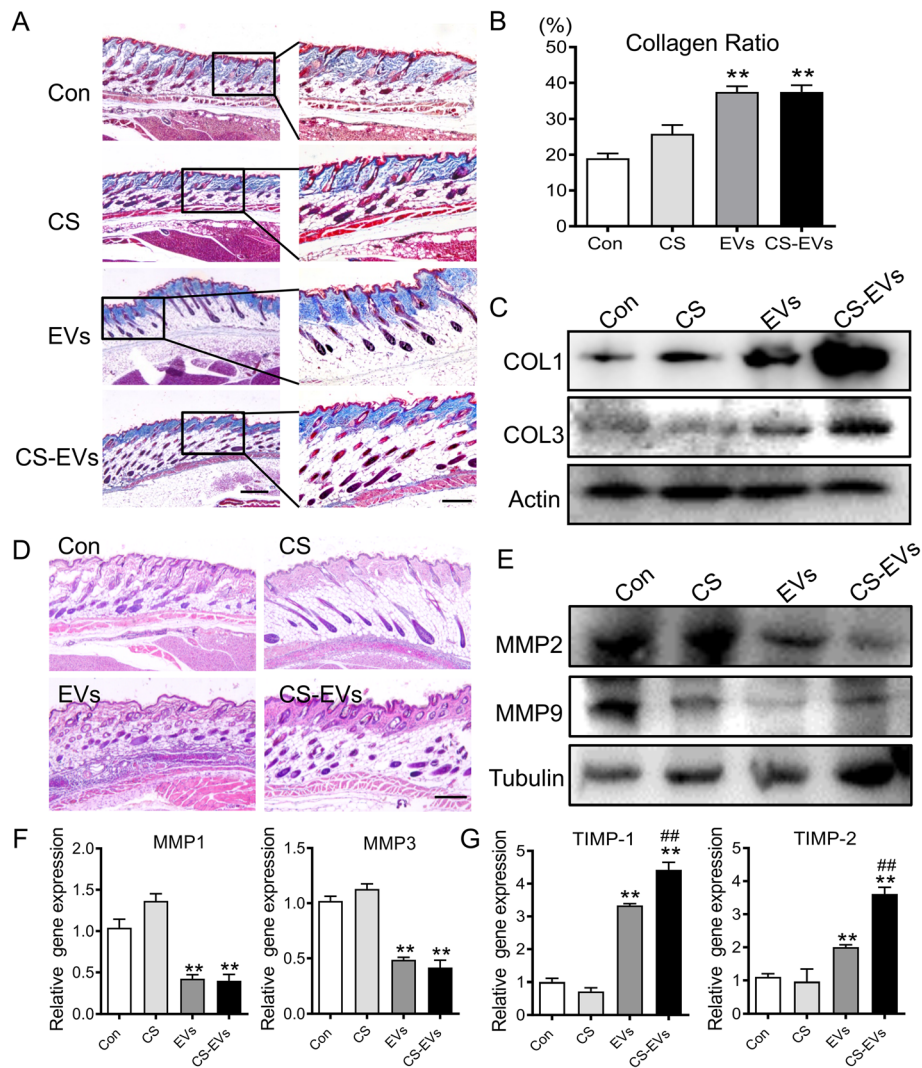 A
Con
CS
EVs
CS-EVs
B
(%)
Collagen Ratio
50
40
30
20
10
0
Con CS EVs CS-EVs
**
**
C
Con CS EVs CS-EVs
COL1
COL3
Actin
D
Con
CS
EVs
CS-EVs
E
Con CS EVs CS-EVs
MMP2
MMP9
Tubulin
F
MMP1
Relative gene expression
2.0
1.5
1.0
0.5
0.0
**
**
Con CS EVs CS-EVs
MMP3
Relative gene expression
1.5
1.0
0.5
0.0
**
**
Con CS EVs CS-EVs
G
TIMP-1
Relative gene expression
5
4
3
2
1
0
**
##
**
Con CS EVs CS-EVs
TIMP-2
Relative gene expression
5
4
3
2
1
0
**
##
**
Con CS EVs CS-EVs